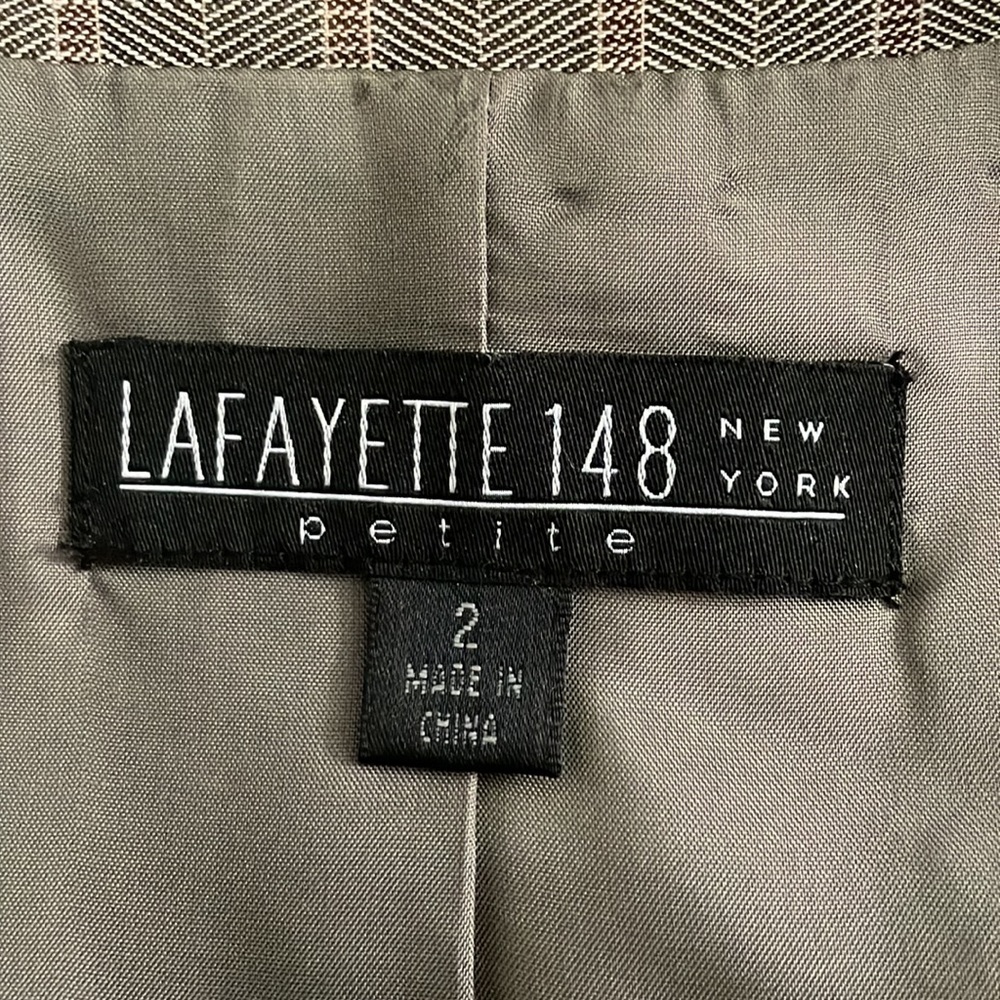 LAFAYETTE 148 NEW YORK
petite
2
MADE IN
CHINA